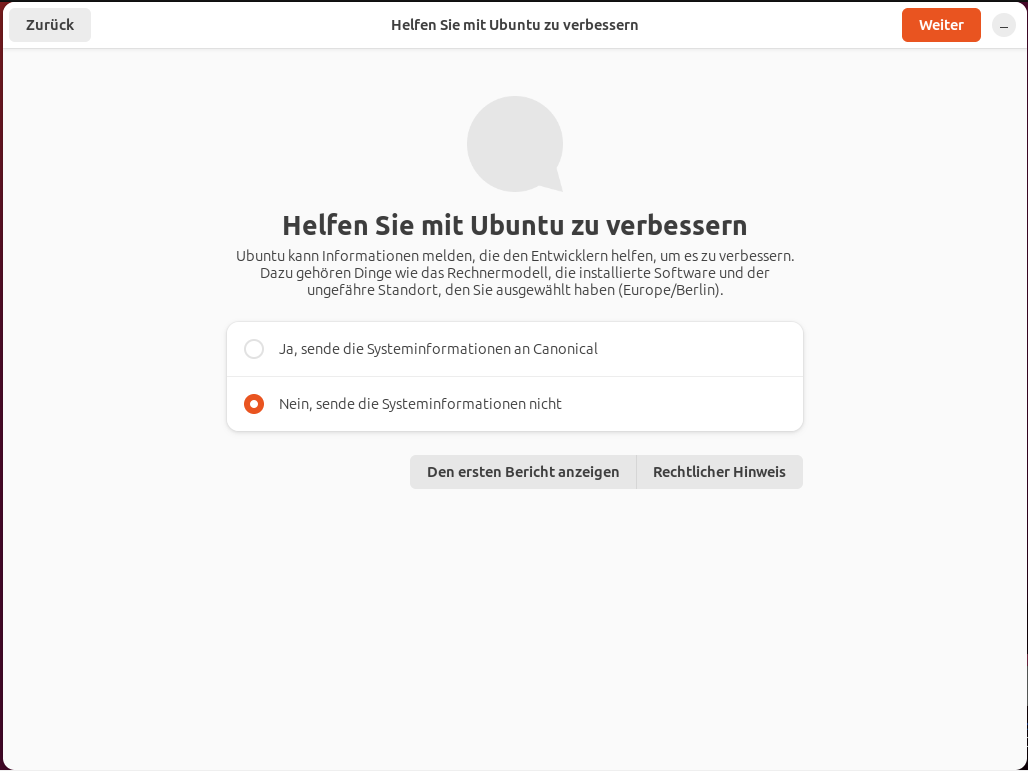 Zurück
Helfen Sie mit Ubuntu zu verbessern
Weiter
Helfen Sie mit Ubuntu zu verbessern
Ubuntu kann Informationen melden, die den Entwicklern helfen, um es zu verbessern.
Dazu gehören Dinge wie das Rechnermodell, die installierte Software und der
ungefähre Standort, den Sie ausgewählt haben (Europe/Berlin).
Ja, sende die Systeminformationen an Canonical
Nein, sende die Systeminformationen nicht
Den ersten Bericht anzeigen
Rechtlicher Hinweis